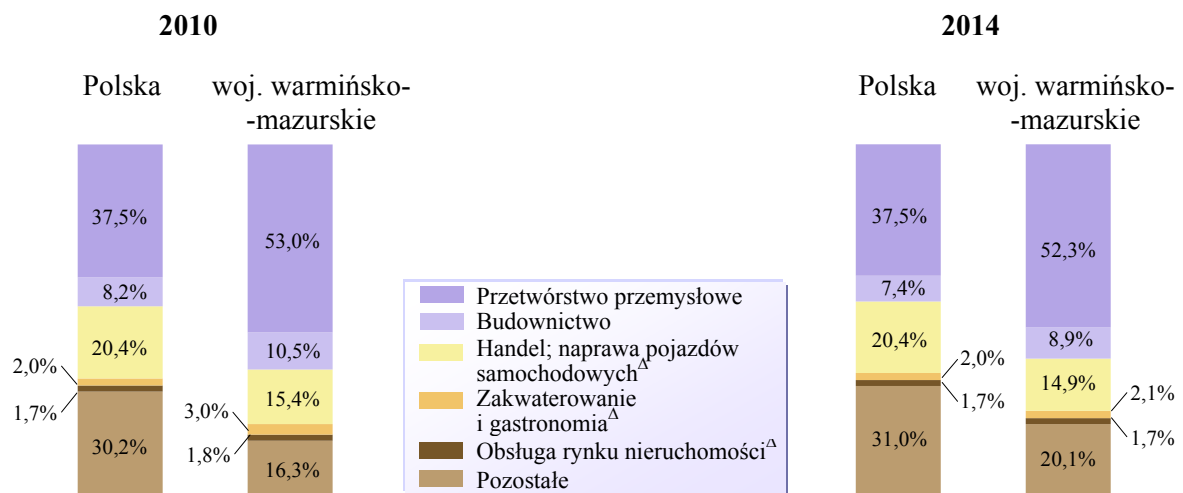 2010
Polska
woj. warmińsko-
-mazurskie
37,5%
8,2%
20,4%
2,0%
1,7%
30,2%
53,0%
10,5%
15,4%
3,0%
1,8%
16,3%
Przetwórstwo przemysłowe
Budownictwo
Handel; naprawa pojazdów
samochodowych^Δ
Zakwaterowanie
i gastronomia^Δ
Obsługa rynku nieruchomości^Δ
Pozostałe
2014
Polska
woj. warmińsko-
-mazurskie
37,5%
7,4%
20,4%
2,0%
1,7%
31,0%
52,3%
8,9%
14,9%
2,1%
1,7%
20,1%